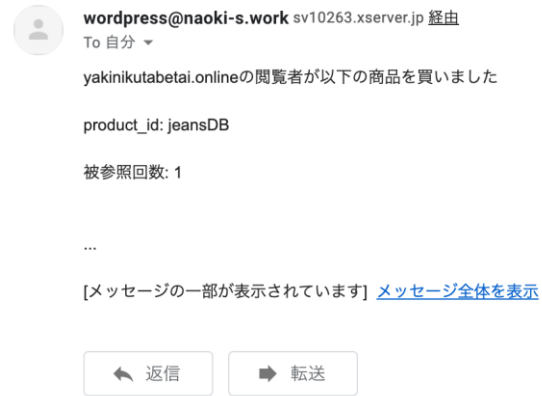 wordpress@naoki-s.work sv10263.xserver.jp 経由
To 自分
yakinikutabetai.onlineの閲覧者が以下の商品を買いました
product_id: jeansDB
被参照回数: 1
...
[メッセージの一部が表示されています] メッセージ全体を表示
返信 転送